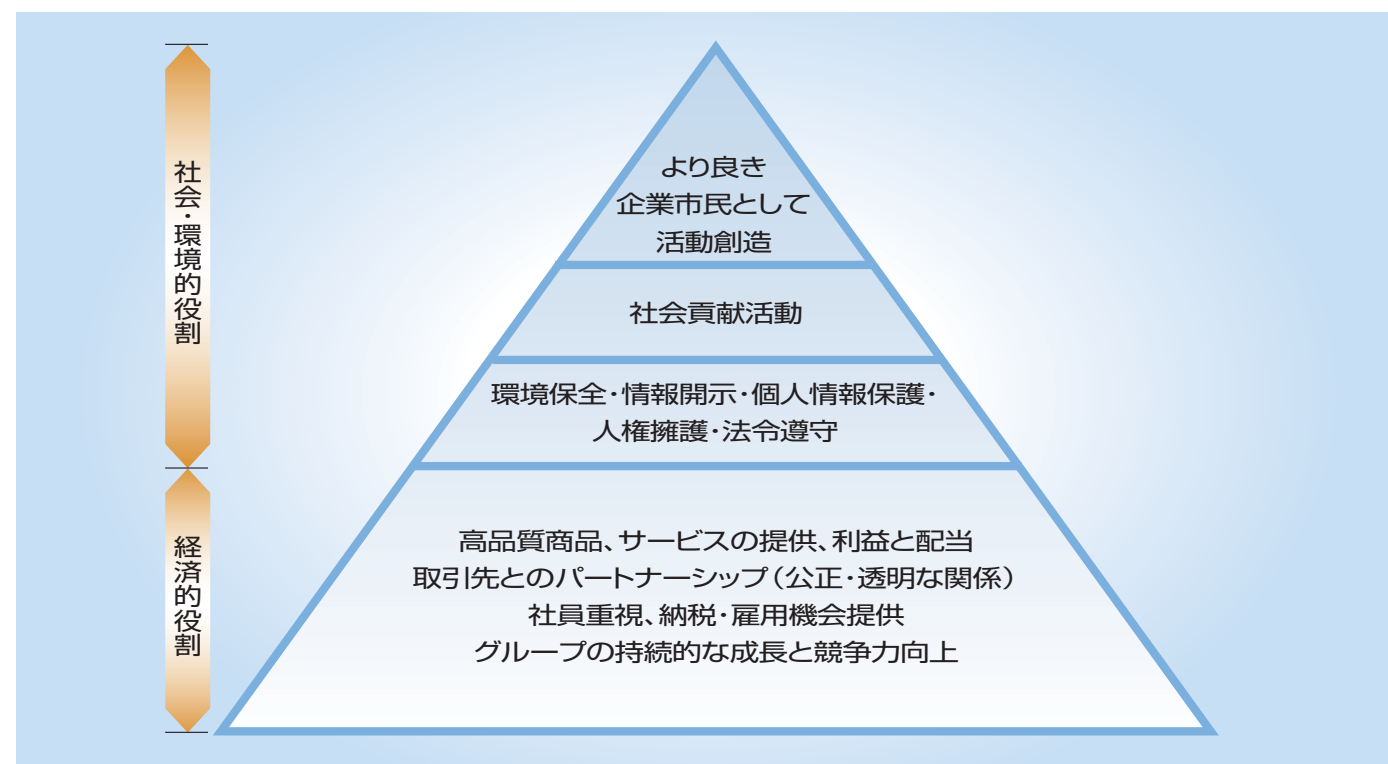 社会・環境的役割
経済的役割
より良き
企業市民として
活動創造
社会貢献活動
環境保全・情報開示・個人情報保護・
人権擁護・法令遵守
高品質商品、サービスの提供、利益と配当
取引先とのパートナーシップ（公正・透明な関係）
社員重視、納税・雇用機会提供
グループの持続的な成長と競争力向上